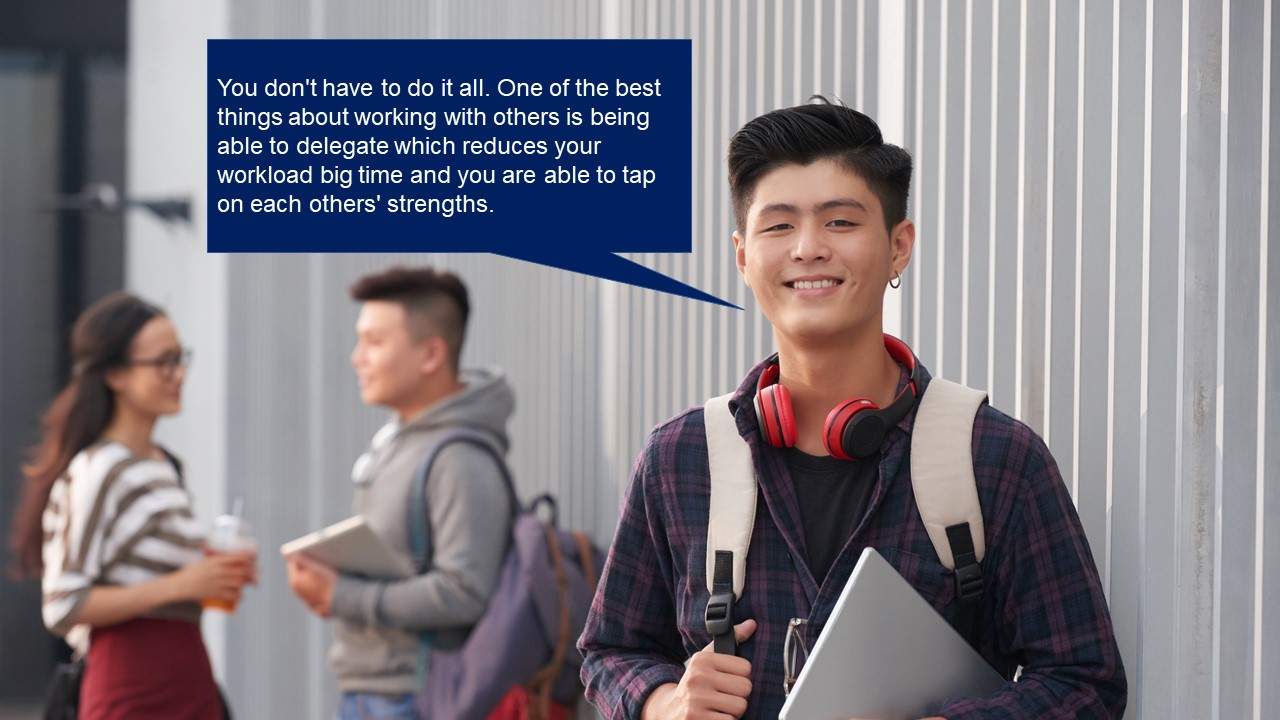 You don't have to do it all. One of the best
things about working with others is being
able to delegate which reduces your
workload big time and you are able to tap
on each others' strengths.